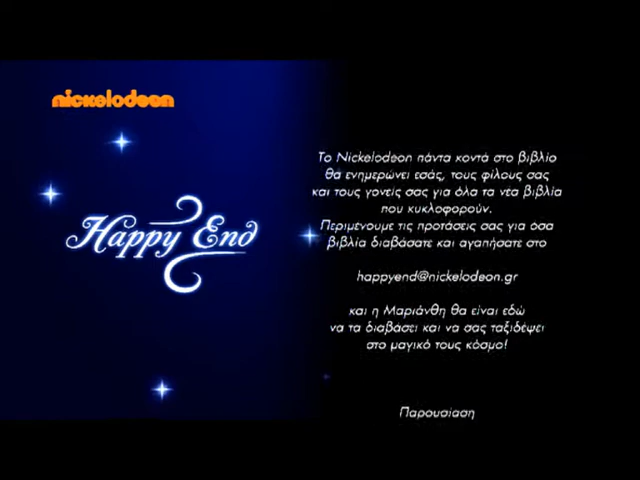 nickelodeon
Happy End
Το Nickelodeon πάντα κοντά στο βιβλίο
θα ενημερώνει εσάς, τους φίλους σας
και τους γονείς σας για όλα τα νέα βιβλία
που κυκλοφορούν.
Περιμενουμε τις προτάσεις σας για όσα
βιβλία διαβάσατε και αγαπήσατε στο
happyend@nickelodeon.gr
και η Μαριάνθη θα είναι εδώ
να τα διαβάσει και να σας ταξιδέψει
στο μαγικό τους κόσμο!
Παρουσίαση